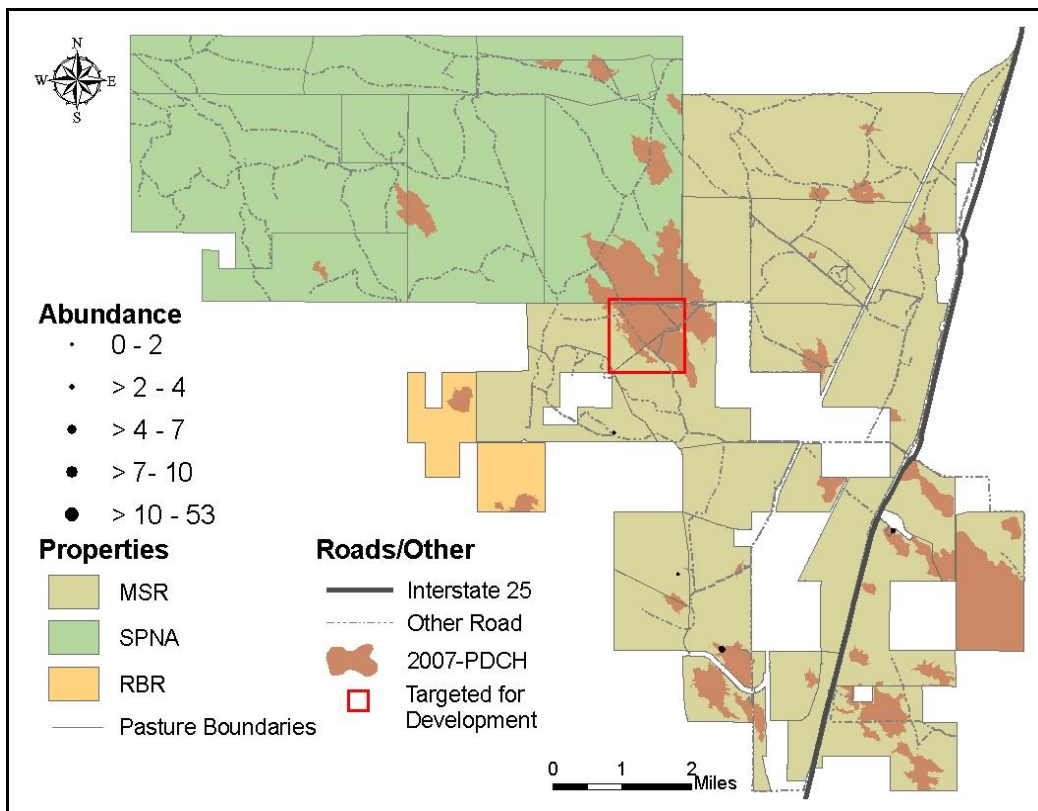 N
W E
S
Abundance
0 - 2
> 2 - 4
> 4 - 7
> 7 - 10
> 10 - 53
Properties
MSR
SPNA
RBR
Pasture Boundaries
Roads/Other
Interstate 25
Other Road
2007-PDCH
Targeted for
Development
0 1 2
Miles